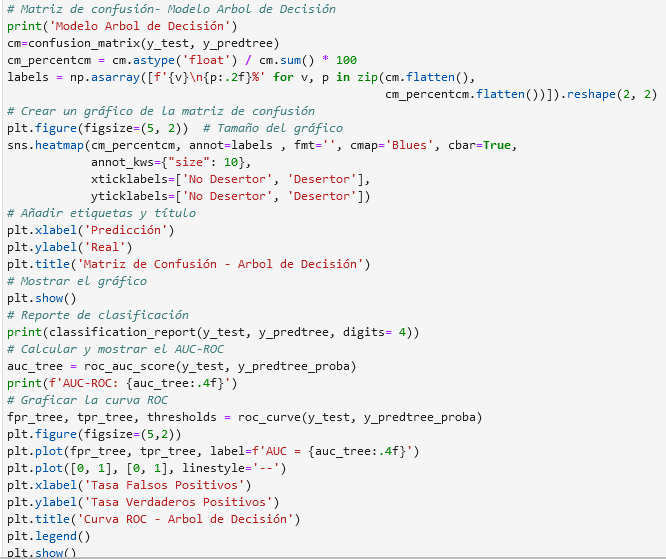 # Matriz de confusión- Modelo Arbol de Decisión
print('Modelo Arbol de Decisión')
cm=confusion_matrix(y_test, y_predtree)
cm_percentcm = cm.astype('float') / cm.sum() * 100
labels = np.asarray([f'{v}\n{p:.2f}%' for v, p in zip(cm.flatten(),
cm_percentcm.flatten())]).reshape(2, 2)
# Crear un gráfico de la matriz de confusión
plt.figure(figsize=(5, 2))  # Tamaño del gráfico
sns.heatmap(cm_percentcm, annot=labels , fmt='', cmap='Blues', cbar=True,
annot_kws={"size": 10},
xticklabels=['No Desertor', 'Desertor'],
yticklabels=['No Desertor', 'Desertor'])
# Añadir etiquetas y título
plt.xlabel('Predicción')
plt.ylabel('Real')
plt.title('Matriz de Confusión - Arbol de Decisión')
# Mostrar el gráfico
plt.show()
# Reporte de clasificación
print(classification_report(y_test, y_predtree, digits= 4))
# Calcular y mostrar el AUC-ROC
auc_tree = roc_auc_score(y_test, y_predtree_proba)
print(f'AUC-ROC: {auc_tree:.4f}')
# Graficar la curva ROC
fpr_tree, tpr_tree, thresholds = roc_curve(y_test, y_predtree_proba)
plt.figure(figsize=(5,2))
plt.plot(fpr_tree, tpr_tree, label=f'AUC = {auc_tree:.4f}')
plt.plot([0, 1], [0, 1], linestyle='--')
plt.xlabel('Tasa Falsos Positivos')
plt.ylabel('Tasa Verdaderos Positivos')
plt.title('Curva ROC - Arbol de Decisión')
plt.legend()
plt.show()